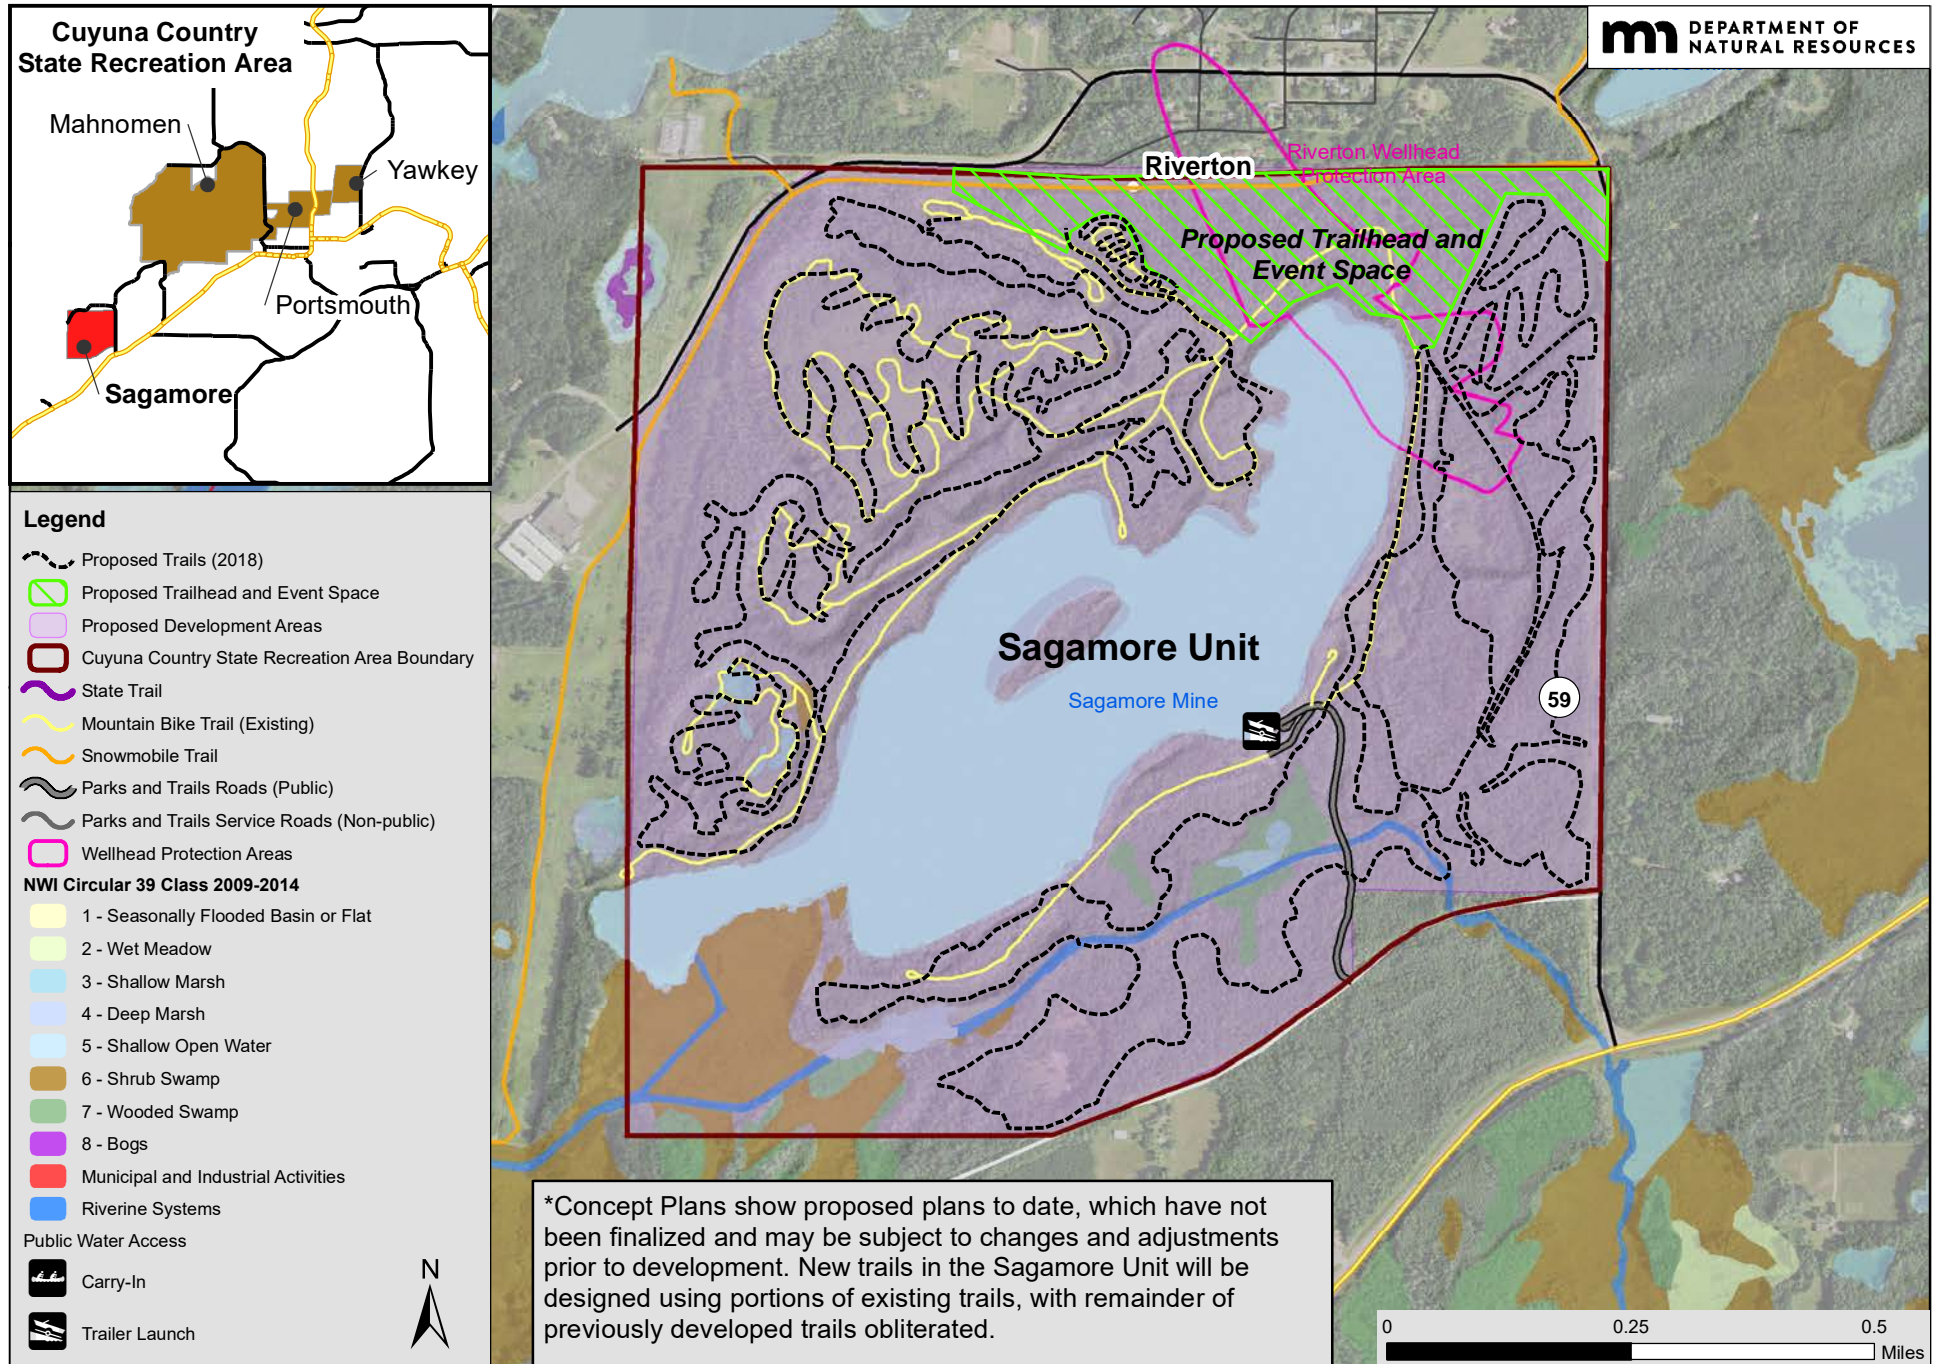 Cuyuna Country
State Recreation Area
Mahnomen
Yawkey
Portsmouth
Sagamore
DEPARTMENT OF
NATURAL RESOURCES
Riverton
Riverton Wellhead
Protection Area
Proposed Trailhead and
Event Space
Sagamore Unit
Sagamore Mine
59
Legend
Proposed Trails (2018)
Proposed Trailhead and Event Space
Proposed Development Areas
Cuyuna Country State Recreation Area Boundary
State Trail
Mountain Bike Trail (Existing)
Snowmobile Trail
Parks and Trails Roads (Public)
Parks and Trails Service Roads (Non-public)
Wellhead Protection Areas
NWI Circular 39 Class 2009-2014
1 - Seasonally Flooded Basin or Flat
2 - Wet Meadow
3 - Shallow Marsh
4 - Deep Marsh
5 - Shallow Open Water
6 - Shrub Swamp
7 - Wooded Swamp
8 - Bogs
Municipal and Industrial Activities
Riverine Systems
Public Water Access
Carry-In
Trailer Launch
N
*Concept Plans show proposed plans to date, which have not
been finalized and may be subject to changes and adjustments
prior to development. New trails in the Sagamore Unit will be
designed using portions of existing trails, with remainder of
previously developed trails obliterated.
0 0.25 0.5
Miles